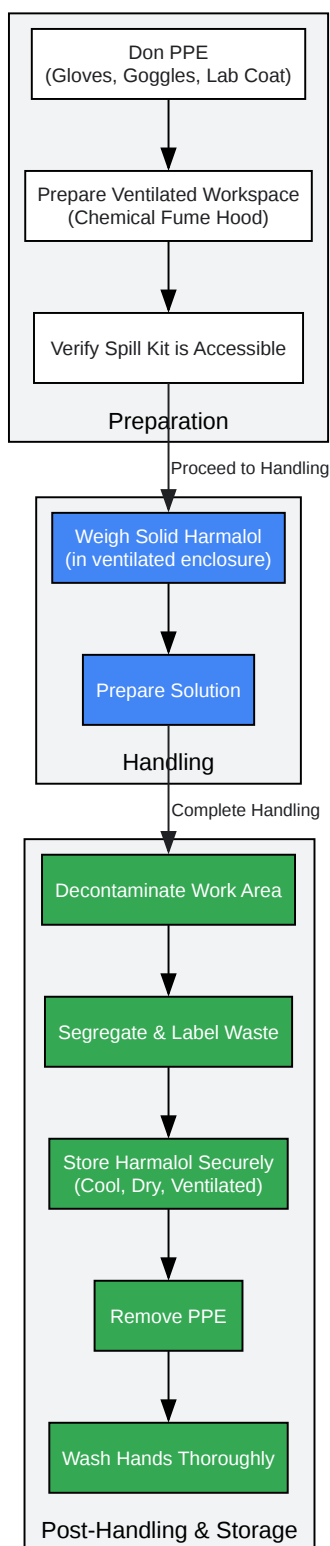 Don PPE
(Gloves, Goggles, Lab Coat)
Prepare Ventilated Workspace
(Chemical Fume Hood)
Verify Spill Kit is Accessible
Preparation
Proceed to Handling
Weigh Solid Harmalol
(in ventilated enclosure)
Prepare Solution
Handling
Complete Handling
Decontaminate Work Area
Segregate & Label Waste
Store Harmalol Securely
(Cool, Dry, Ventilated)
Remove PPE
Wash Hands Thoroughly
Post-Handling & Storage